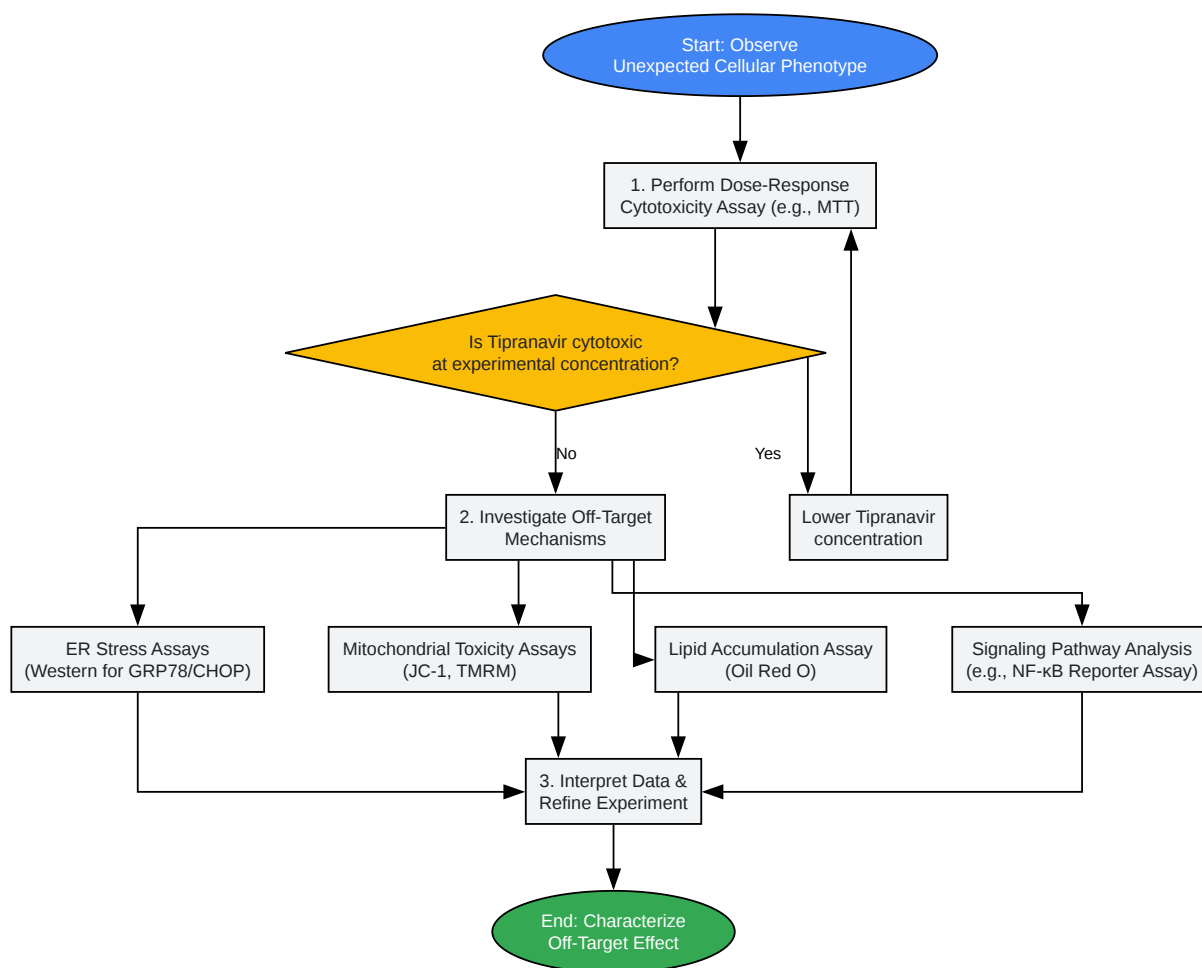 Start: Observe
Unexpected Cellular Phenotype
1. Perform Dose-Response
Cytotoxicity Assay (e.g., MTT)
Is Tipranavir cytotoxic
at experimental concentration?
No
Yes
2. Investigate Off-Target
Mechanisms
Lower Tipranavir
concentration
ER Stress Assays
(Western for GRP78/CHOP)
Mitochondrial Toxicity Assays
(JC-1, TMRM)
Lipid Accumulation Assay
(Oil Red O)
Signaling Pathway Analysis
(e.g., NF-κB Reporter Assay)
3. Interpret Data &
Refine Experiment
End: Characterize
Off-Target Effect